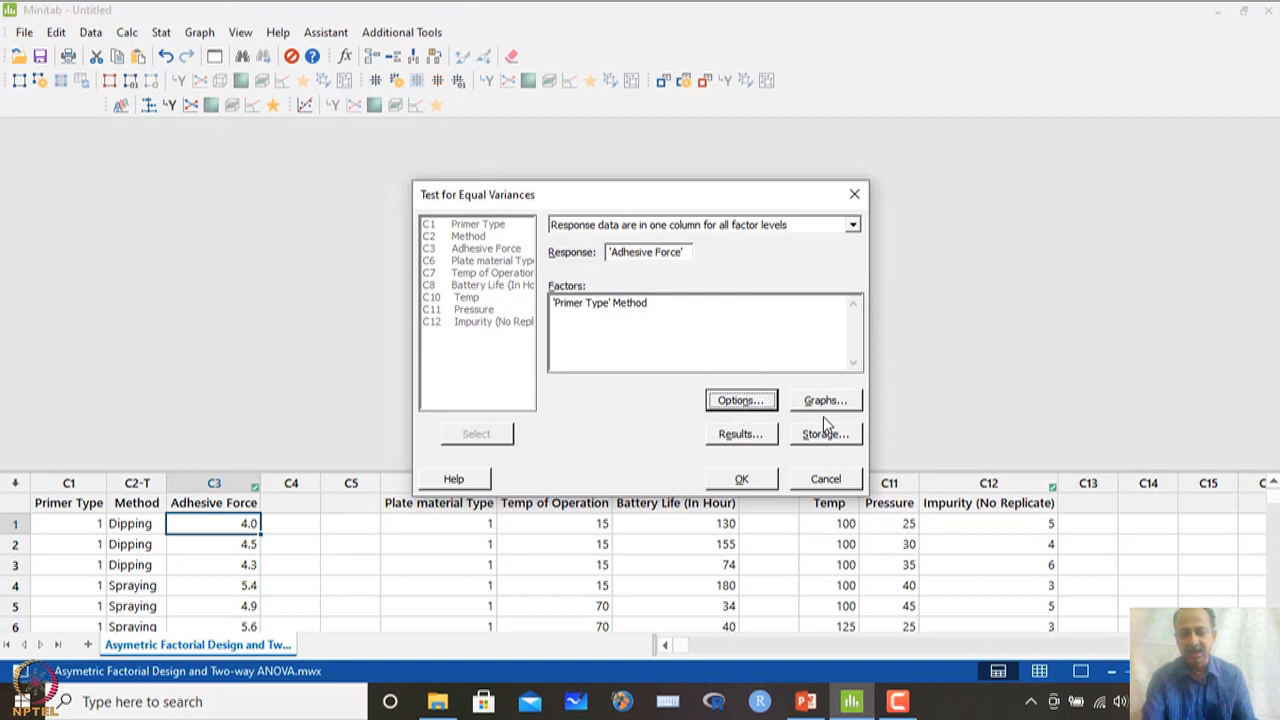 Minitab - Untitled
File Edit Data Calc Stat Graph View Help Assistant Additional Tools
Test for Equal Variances
C1 Primer Type
C2 Method
C3 Adhesive Force
C6 Plate material Typ
C7 Temp of Operation
C8 Battery Life (In Ho
C10 Temp
C11 Pressure
C12 Impurity (No Repl
Response data are in one column for all factor levels
Response: 'Adhesive Force'
Factors:
'Primer Type' Method
Options... Graphs...
Select Results... Storage...
Help OK Cancel
C1 C2-T C3 C4 C5 C11 C12 C13 C14 C15
Primer Type Method Adhesive Force Plate material Type Temp of Operation Battery Life (In Hour) Temp Pressure Impurity (No Replicate)
1 1 Dipping 4.0 1 15 130 100 25 5
2 1 Dipping 4.5 1 15 155 100 30 4
3 1 Dipping 4.3 1 15 74 100 35 6
4 1 Spraying 5.4 1 15 180 100 40 3
5 1 Spraying 4.9 1 70 34 100 45 5
6 1 Spraying 5.6 1 70 40 125 25 3
Asymetric Factorial Design and Tw...
Asymetric Factorial Design and Two-way ANOVA.mwx
Type here to search
NPTEL